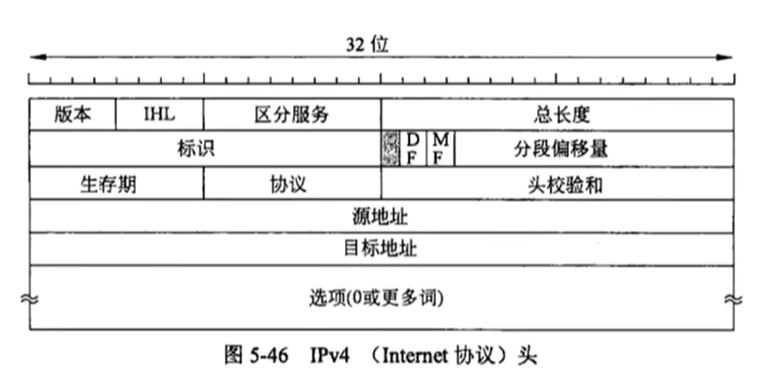 32 位
版本 IHL 区分服务 总长度
标识 DF MF 分段偏移量
生存期 协议 头校验和
源地址
目标地址
选项(0或更多词)
图 5-46 IPv4 （Internet 协议）头